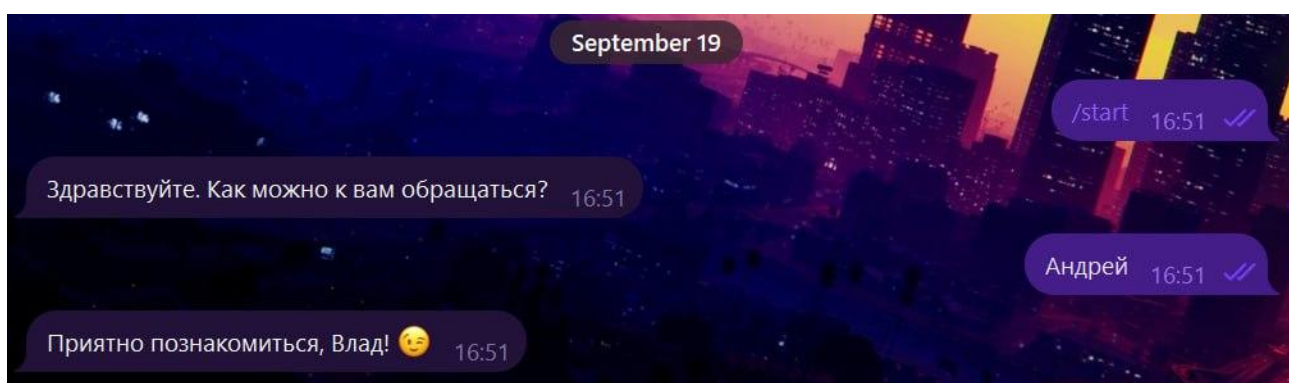 September 19
/start 16:51
Здравствуйте. Как можно к вам обращаться? 16:51
Андрей 16:51
Приятно познакомиться, Влад! 😉 16:51